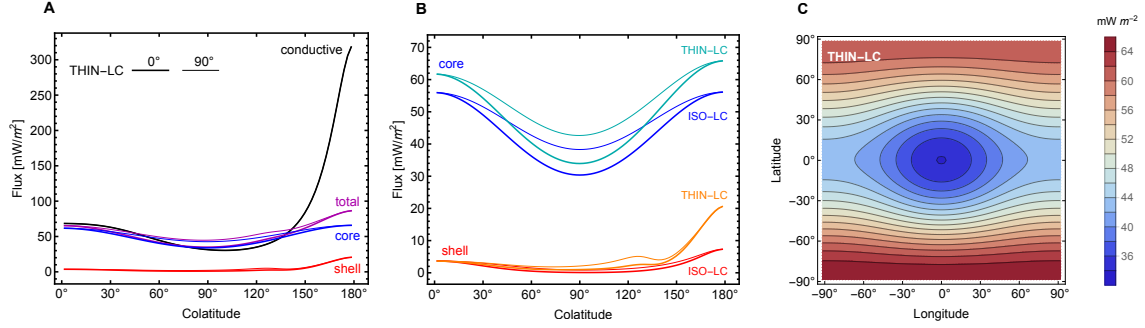 A
Flux [mW/m²]
300
250
200
150
100
50
0
THIN−LC
0°
90°
conductive
total
core
shell
0° 30° 60° 90° 120° 150° 180°
Colatitude
B
Flux [mW/m²]
70
60
50
40
30
20
10
0
core
THIN−LC
ISO−LC
THIN−LC
shell
ISO−LC
0° 30° 60° 90° 120° 150° 180°
Colatitude
C
THIN−LC
Latitude
90°
60°
30°
0°
−30°
−60°
−90°
−90° −60° −30° 0° 30° 60° 90°
Longitude
mW m⁻²
64
60
56
52
48
44
40
36